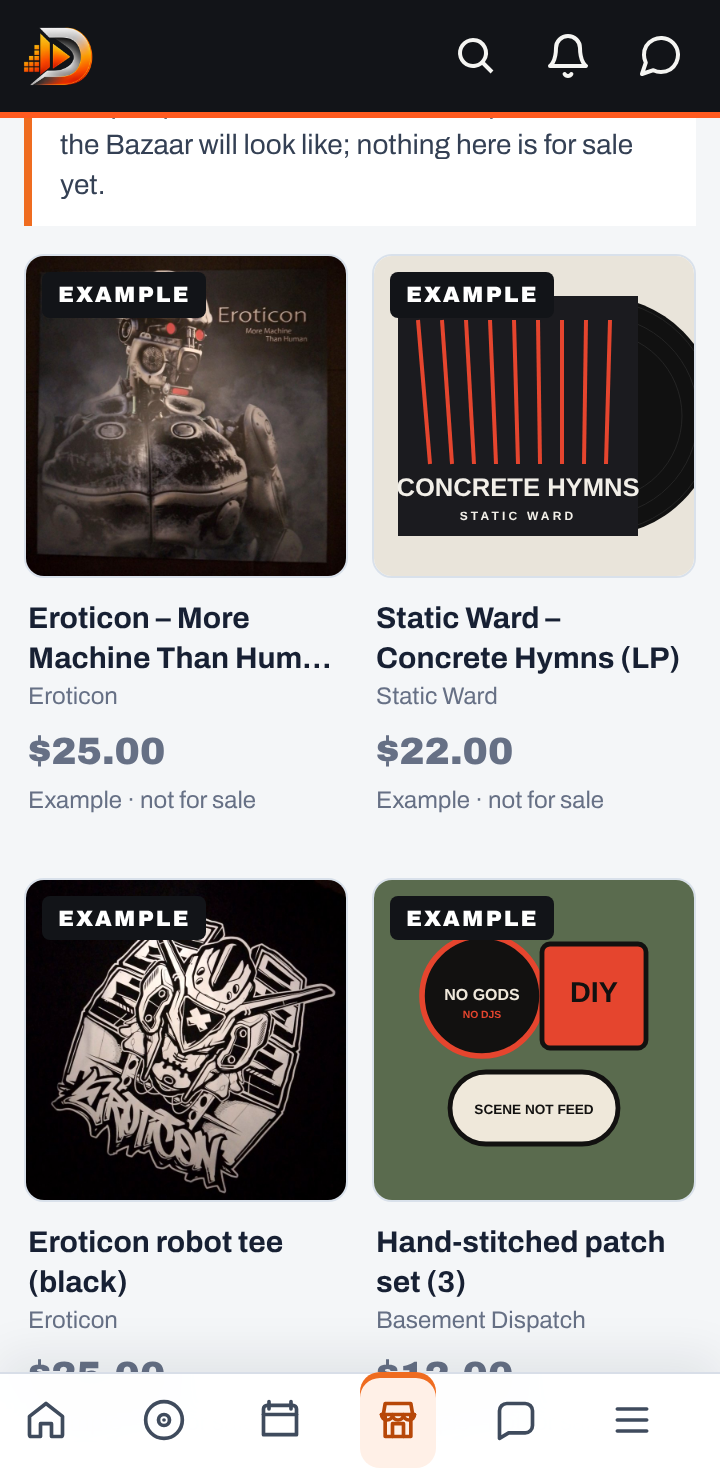 the Bazaar will look like; nothing here is for sale
yet.
EXAMPLE
Eroticon
More Machine
Than Human
EXAMPLE
CONCRETE HYMNS
STATIC WARD
Eroticon – More
Machine Than Hum...
Eroticon
$25.00
Example · not for sale
Static Ward –
Concrete Hymns (LP)
Static Ward
$22.00
Example · not for sale
EXAMPLE
EROTICON
EXAMPLE
NO GODS
NO DJS
DIY
SCENE NOT FEED
Eroticon robot tee
(black)
Eroticon
Hand-stitched patch
set (3)
Basement Dispatch